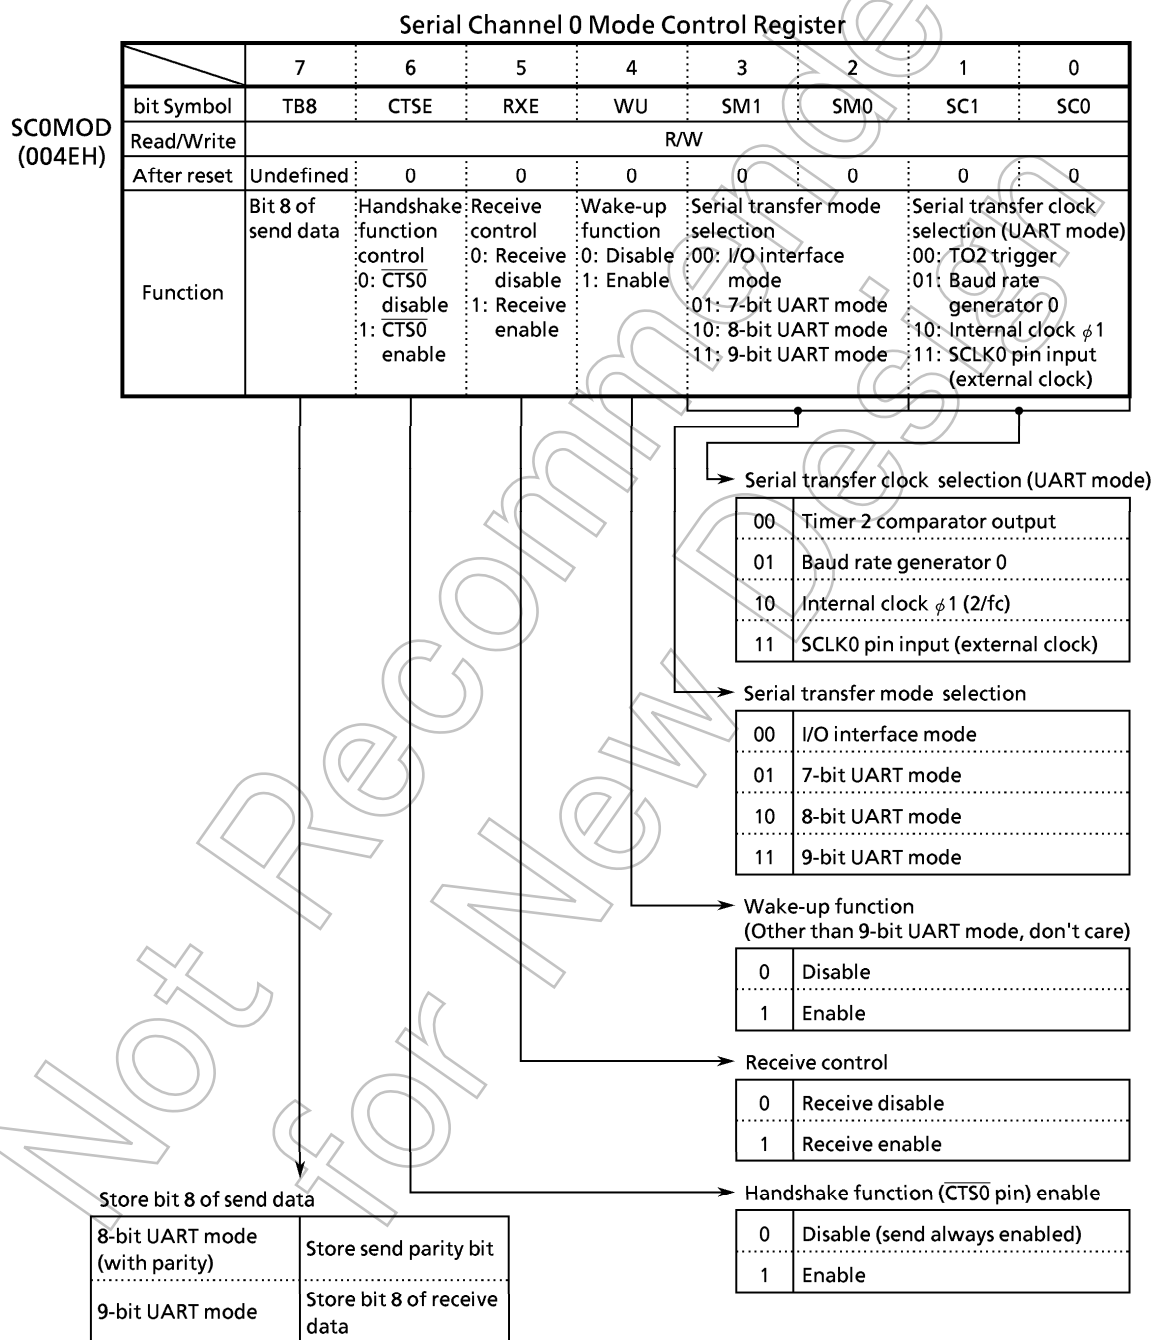 Serial Channel 0 Mode Control Register
7 6 5 4 3 2 1 0
bit Symbol TB8 CTSE RXE WU SM1 SM0 SC1 SC0
SC0MOD
(004EH)
Read/Write R/W
After reset Undefined 0 0 0 0 0 0 0
Function
Bit 8 of
send data
Handshake
function
control
0: CTS0
disable
1: CTS0
enable
Receive
control
0: Receive
disable
1: Receive
enable
Wake-up
function
0: Disable
1: Enable
Serial transfer mode
selection
00: I/O interface
mode
01: 7-bit UART mode
10: 8-bit UART mode
11: 9-bit UART mode
Serial transfer clock
selection (UART mode)
00: TO2 trigger
01: Baud rate
generator 0
10: Internal clock ϕ1
11: SCLK0 pin input
(external clock)
Serial transfer clock selection (UART mode)
00 Timer 2 comparator output
01 Baud rate generator 0
10 Internal clock ϕ1 (2/fc)
11 SCLK0 pin input (external clock)
Serial transfer mode selection
00 I/O interface mode
01 7-bit UART mode
10 8-bit UART mode
11 9-bit UART mode
Wake-up function
(Other than 9-bit UART mode, don't care)
0 Disable
1 Enable
Receive control
0 Receive disable
1 Receive enable
Handshake function (CTS0 pin) enable
0 Disable (send always enabled)
1 Enable
Store bit 8 of send data
8-bit UART mode
(with parity)
Store send parity bit
9-bit UART mode
Store bit 8 of receive
data
Not Recommended
for New Design